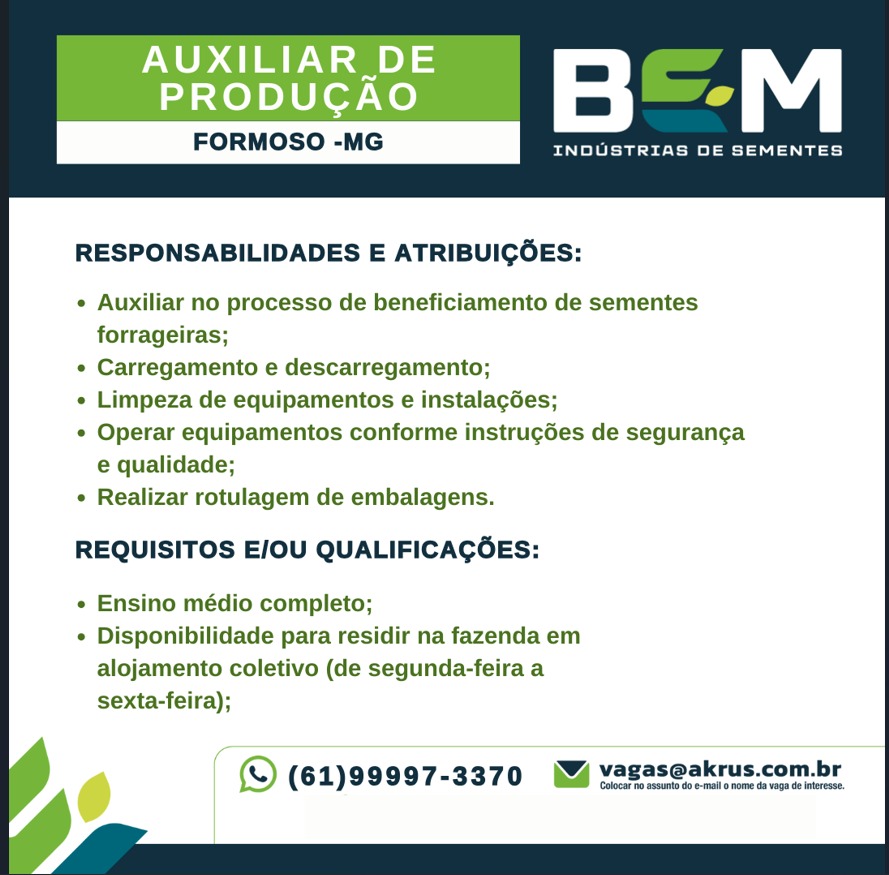 AUXILIAR DE
PRODUÇÃO
FORMOSO -MG
BEM
INDÚSTRIAS DE SEMENTES
RESPONSABILIDADES E ATRIBUIÇÕES:
• Auxiliar no processo de beneficiamento de sementes
forrageiras;
• Carregamento e descarregamento;
• Limpeza de equipamentos e instalações;
• Operar equipamentos conforme instruções de segurança
e qualidade;
• Realizar rotulagem de embalagens.
REQUISITOS E/OU QUALIFICAÇÕES:
• Ensino médio completo;
• Disponibilidade para residir na fazenda em
alojamento coletivo (de segunda-feira a
sexta-feira);
(61)99997-3370
vagas@akrus.com.br
Colocar no assunto do e-mail o nome da vaga de interesse.